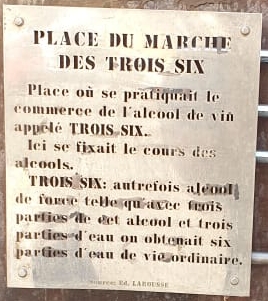 PLACE DU MARCHE
DES TROIS SIX
Place où se pratiquait le
commerce de l'alcool de vin
appelé TROIS SIX.
Ici se fixait le cours des
alcools.
TROIS SIX: autrefois alcool
de force telle qu'avec trois
parties de cet alcool et trois
parties d'eau on obtenait six
parties d'eau de vie ordinaire.
Ed. LAROUSSE